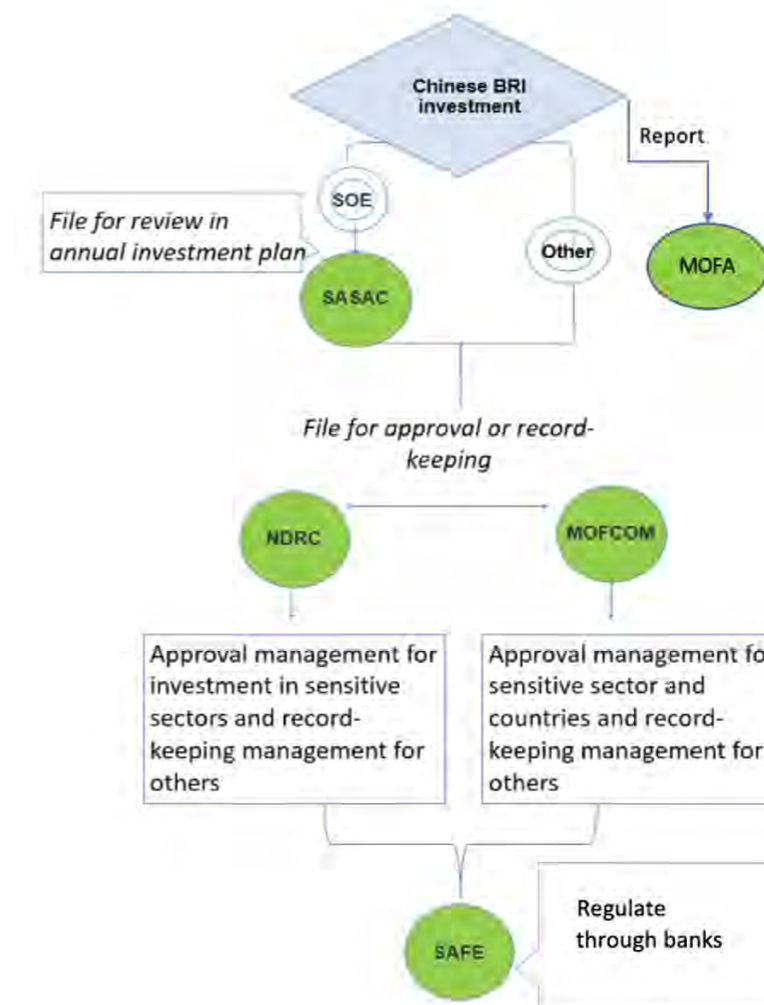 Chinese BRI
investment
Report
SOE
File for review in
annual investment plan
Other
MOFA
SASAC
File for approval or record-
keeping
NDRC
MOFCOM
Approval management for
investment in sensitive
sectors and record-
keeping management for
others
Approval management fo
sensitive sector and
countries and record-
keeping management for
others
Regulate
through banks
SAFE